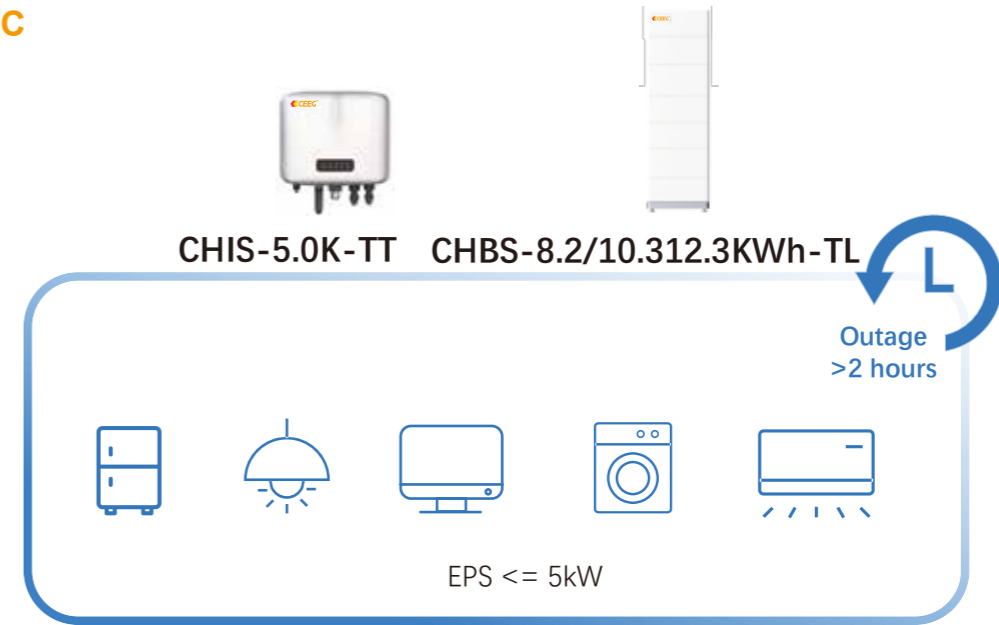 C
CEEG
CEEG
CHIS-5.0K-TT
CHBS-8.2/10.312.3KWh-TL
L
Outage
>2 hours
EPS <= 5kW